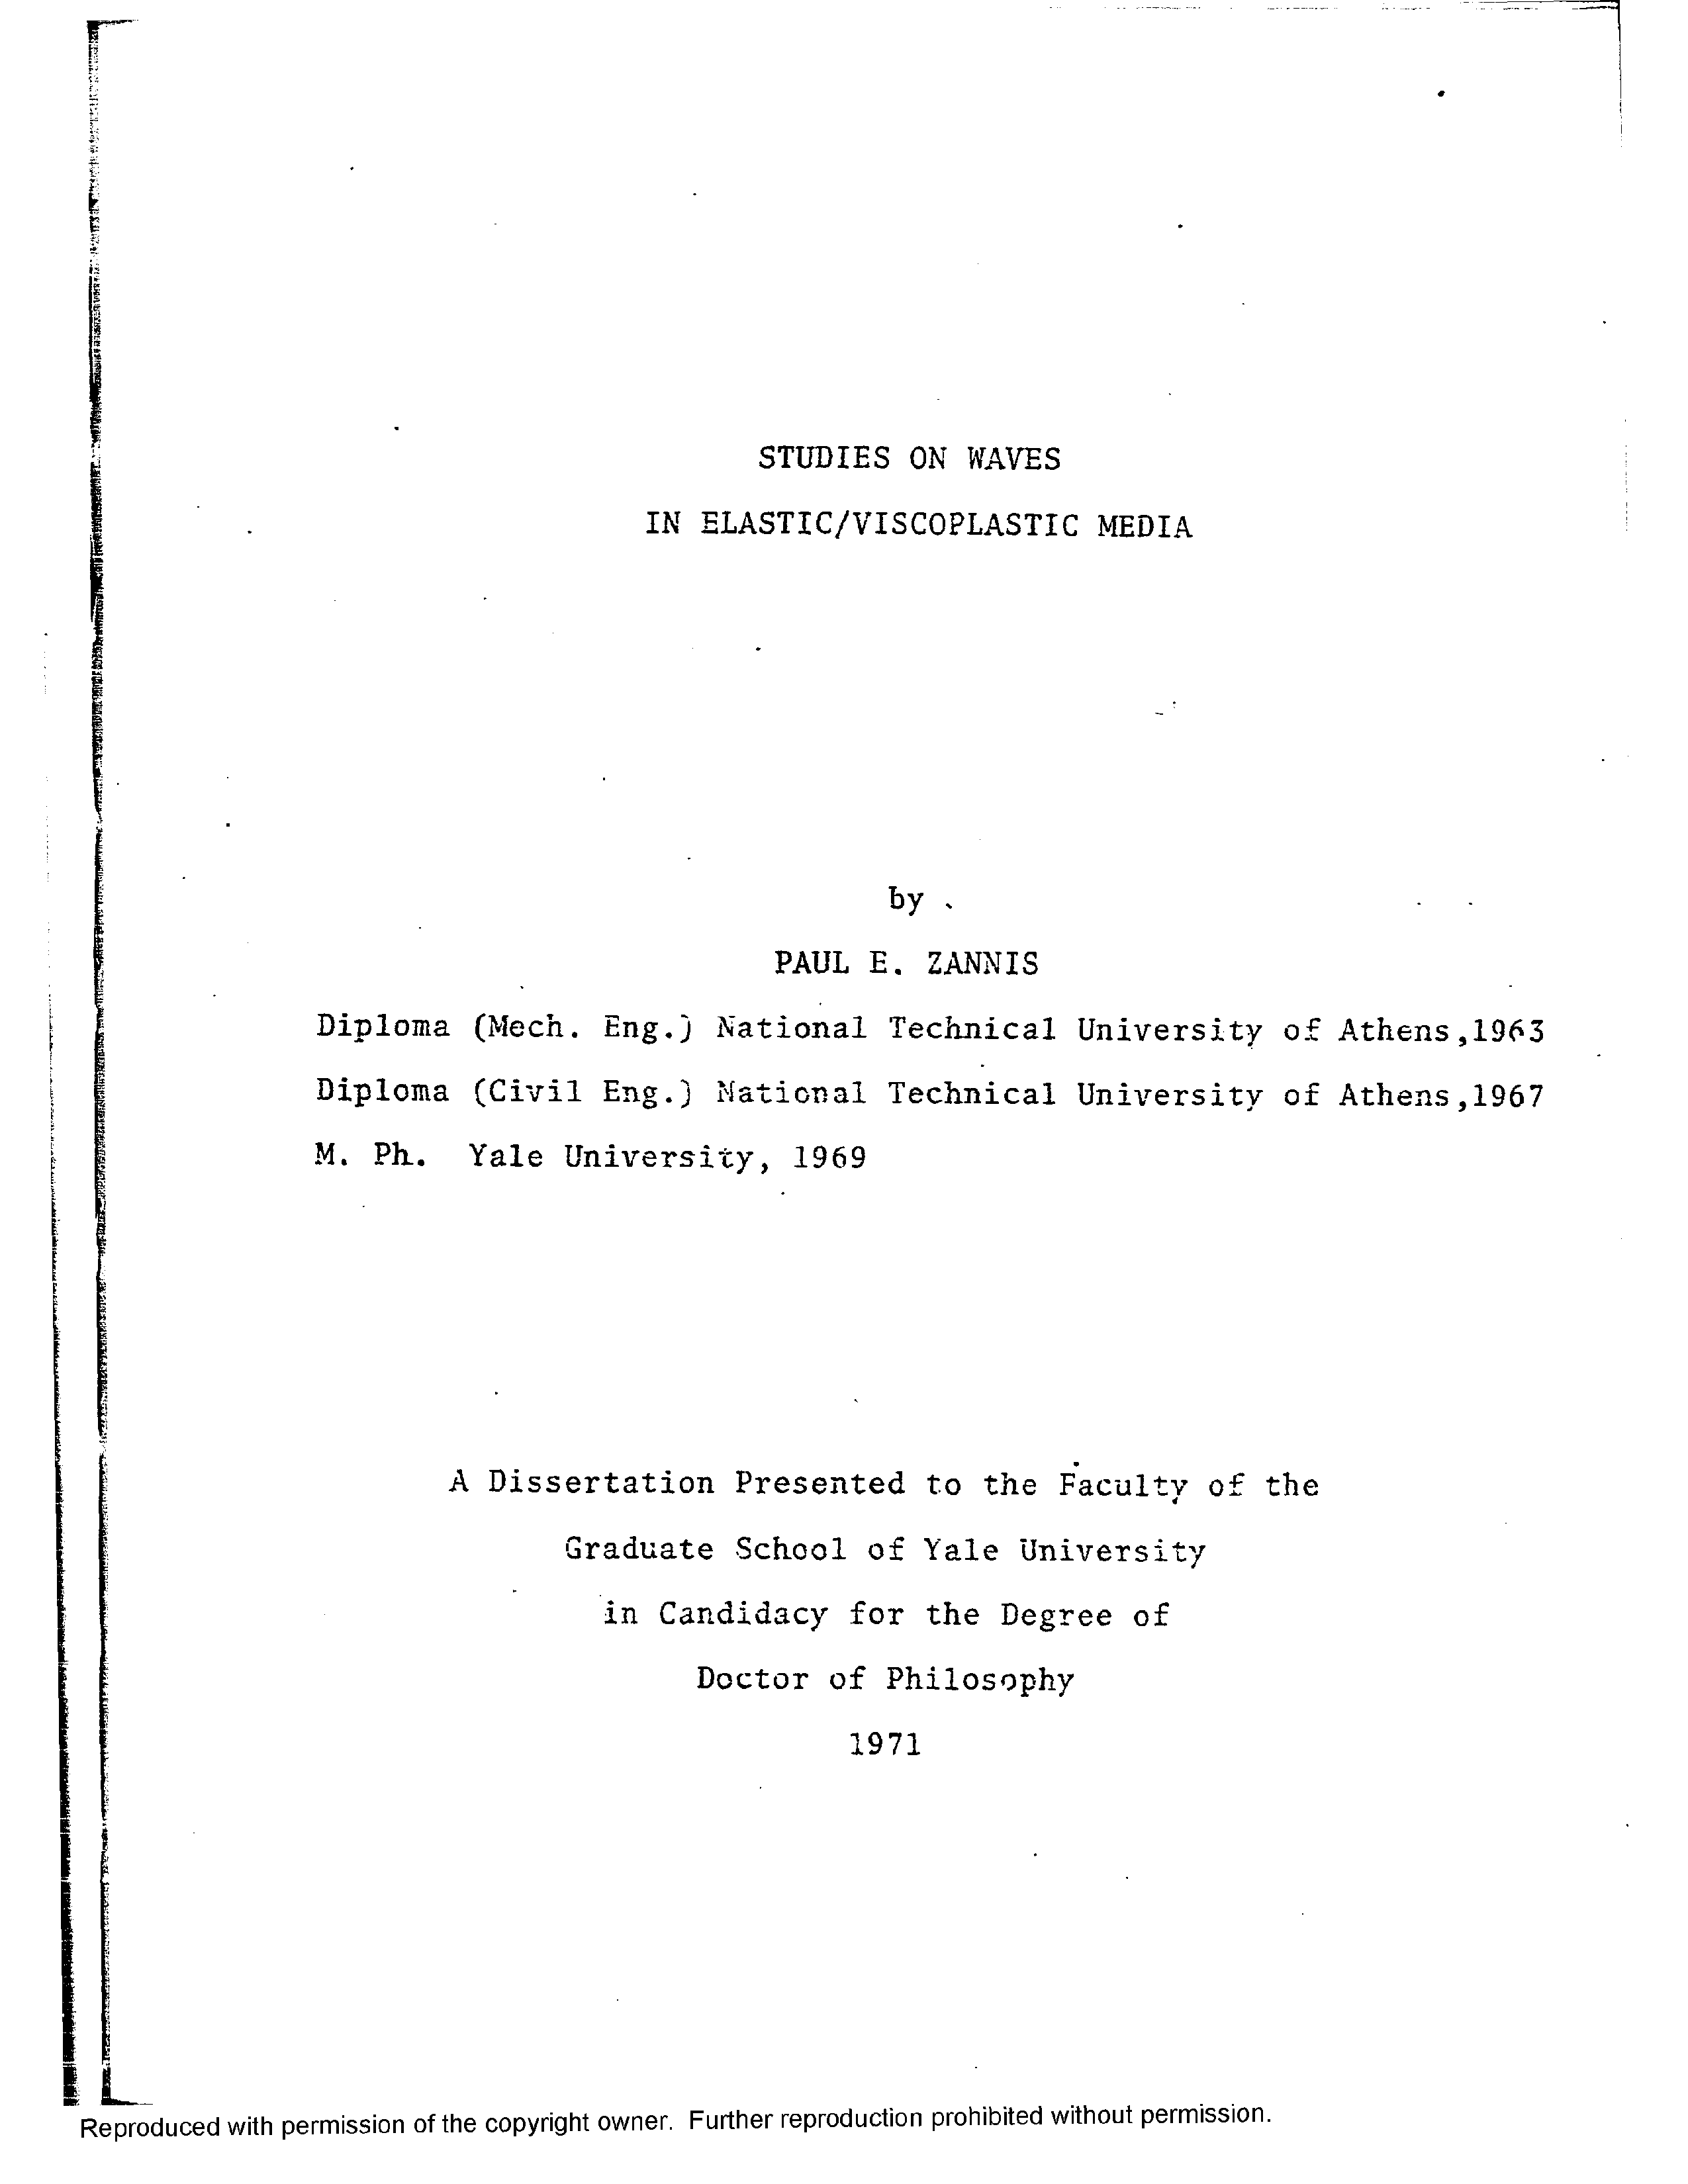 STUDIES ON WAVES
IN ELASTIC/VISCOPLASTIC MEDIA
by
PAUL E. ZANNIS
Diploma (Mech. Eng.) National Technical University of Athens,1963
Diploma (Civil Eng.) National Technical University of Athens,1967
M. Ph. Yale University, 1969
A Dissertation Presented to the Faculty of the
Graduate School of Yale University
in Candidacy for the Degree of
Doctor of Philosophy
1971
Reproduced with permission of the copyright owner. Further reproduction prohibited without permission.